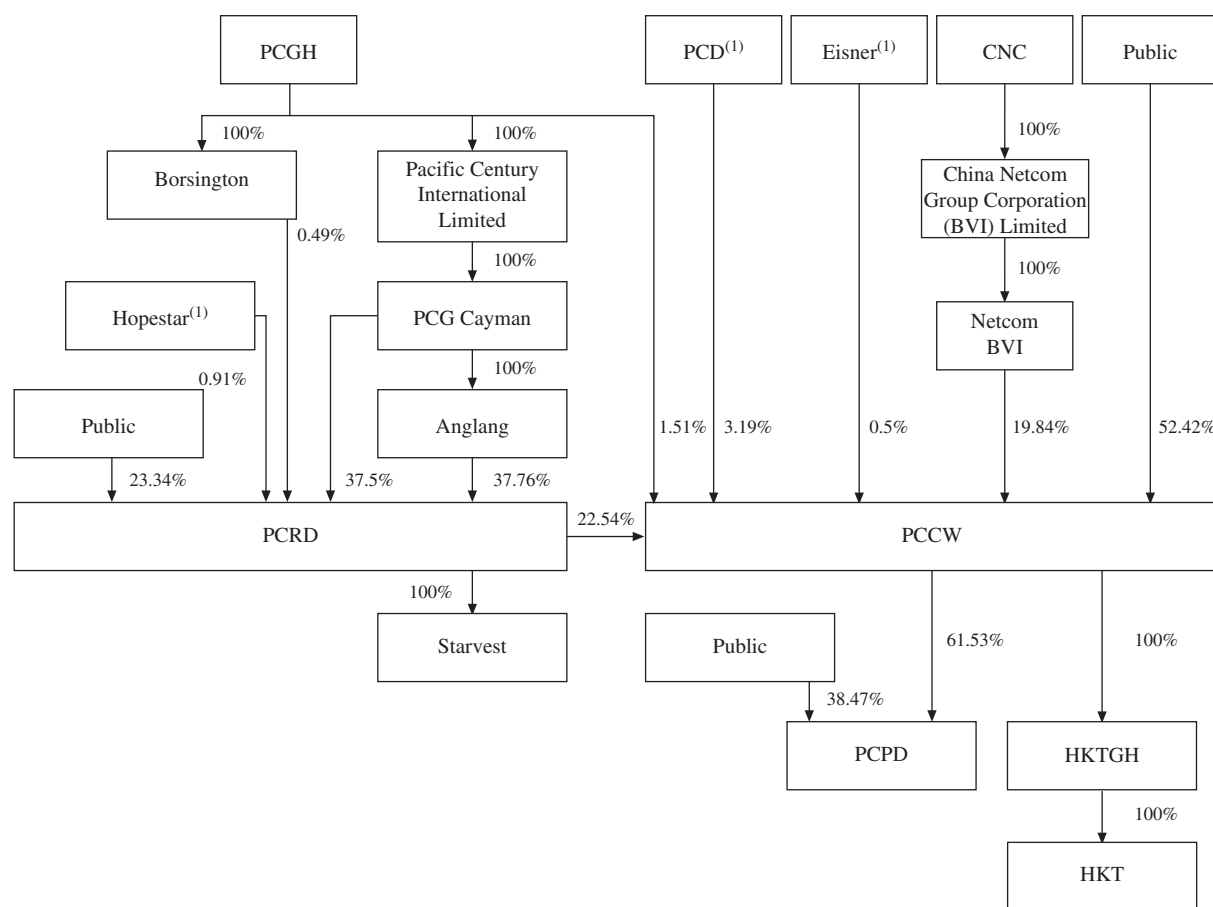 PCGH
PCD(1)
Eisner(1)
CNC
Public
100%
100%
100%
Borsington
Pacific Century
International
Limited
China Netcom
Group Corporation
(BVI) Limited
0.49%
100%
100%
Hopestar(1)
PCG Cayman
Netcom
BVI
0.91%
100%
Public
Anglang
1.51%
3.19%
0.5%
19.84%
52.42%
23.34%
37.5%
37.76%
PCRD
22.54%
PCCW
100%
Starvest
Public
61.53%
100%
38.47%
PCPD
HKTGH
100%
HKT